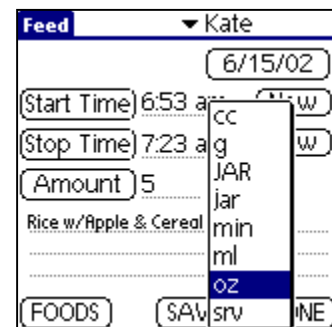 Feed ▼ Kate
6/15/02
Start Time 6:53 a
Stop Time 7:23 a
Amount 5
Rice w/Apple & Cereal
cc
g
JAR
jar
min
ml
oz
srv
FOODS